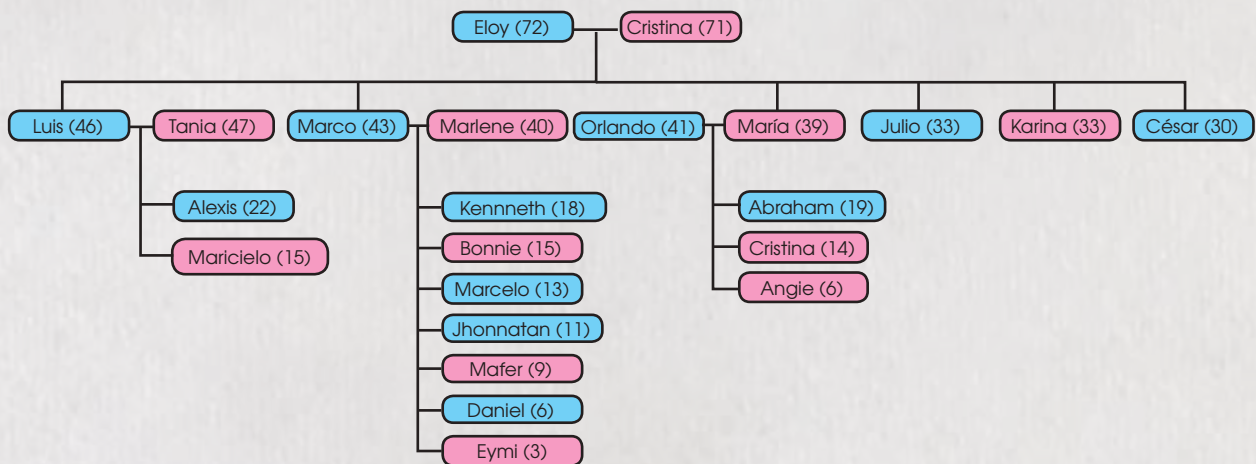 Eloy (72)
Cristina (71)
Luis (46)
Tania (47)
Marco (43)
Marlene (40)
Orlando (41)
María (39)
Julio (33)
Karina (33)
César (30)
Alexis (22)
Maricielo (15)
Kennneth (18)
Bonnie (15)
Marcelo (13)
Jhonnatan (11)
Mafer (9)
Daniel (6)
Eymi (3)
Abraham (19)
Cristina (14)
Angie (6)